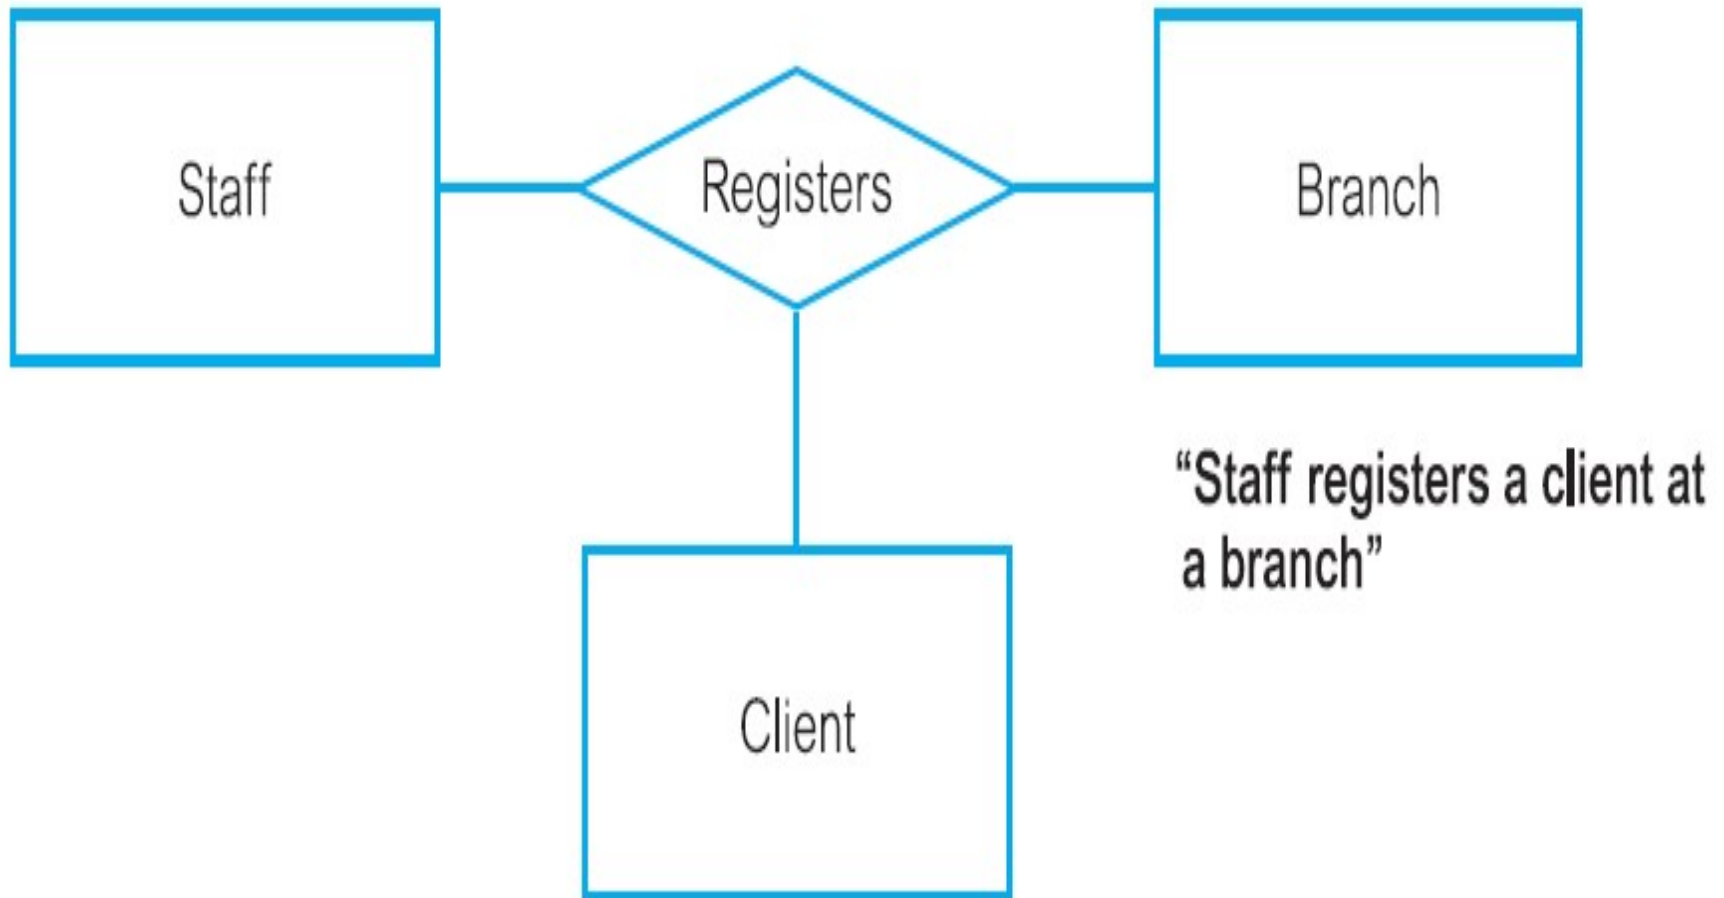 Staff
Registers
Branch
“Staff registers a client at
a branch”
Client